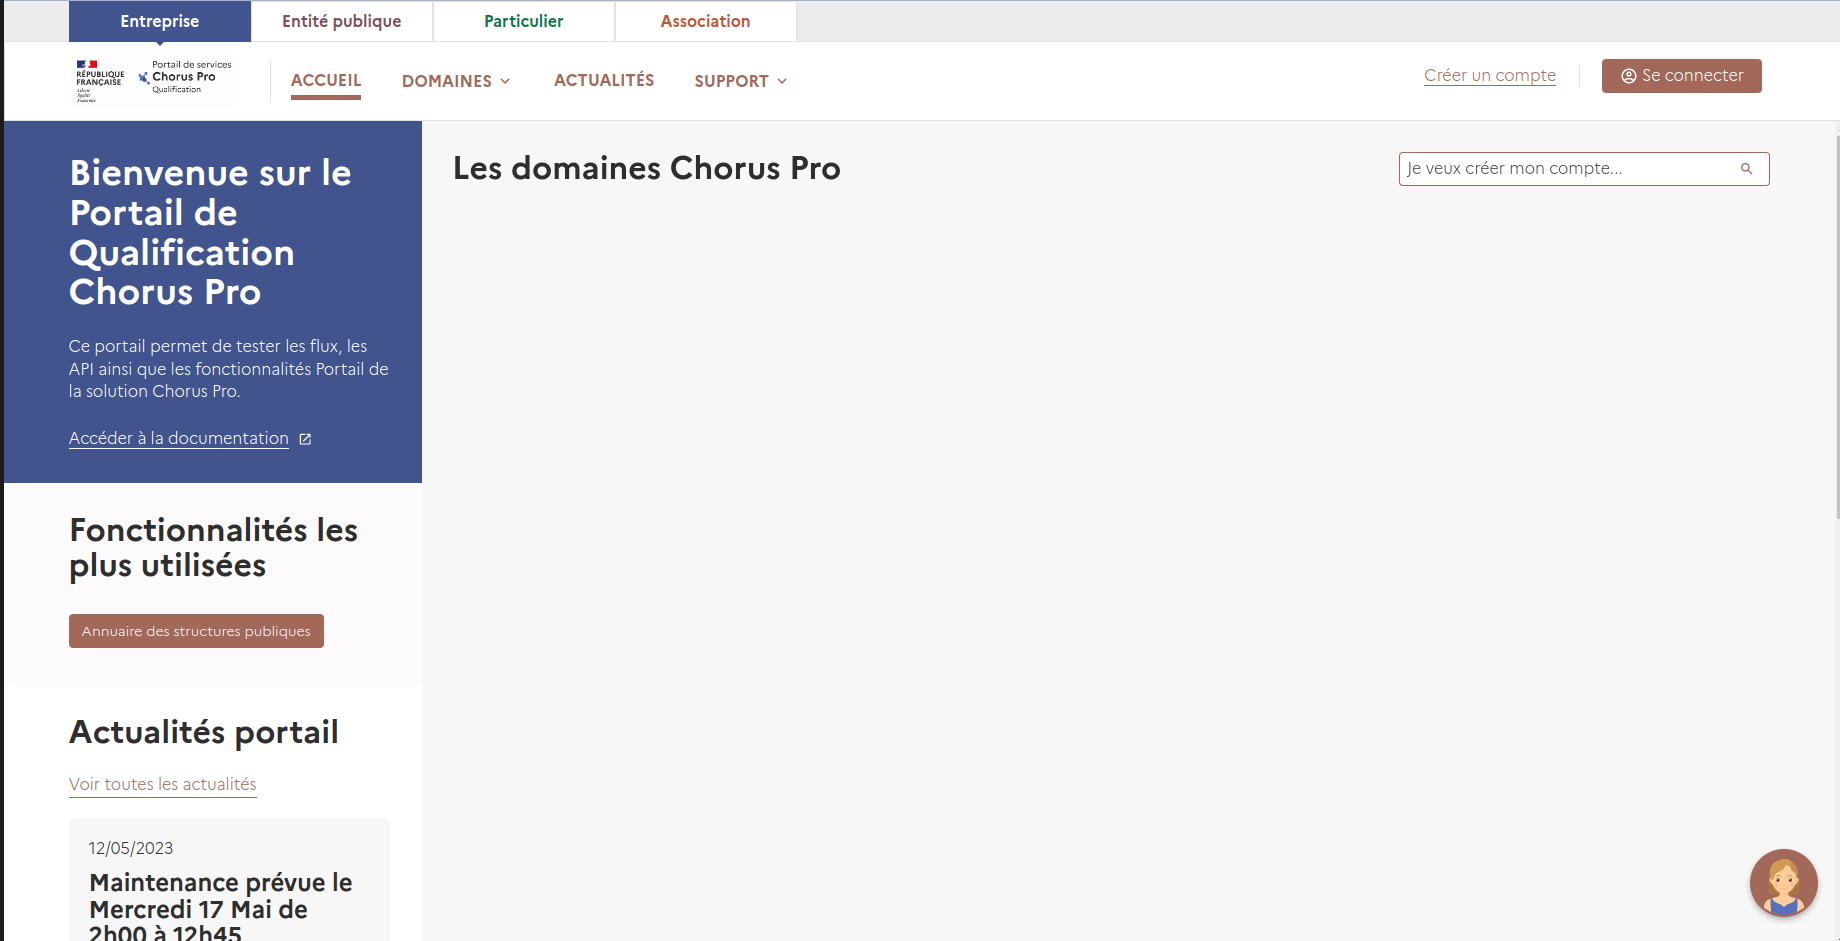 Entreprise
Entité publique
Particulier
Association
RÉPUBLIQUE
FRANÇAISE
Liberté
Égalité
Fraternité
Portail de services
Chorus Pro
Qualification
ACCUEIL
DOMAINES
ACTUALITÉS
SUPPORT
Créer un compte
Se connecter
Bienvenue sur le
Portail de
Qualification
Chorus Pro
Ce portail permet de tester les flux, les
API ainsi que les fonctionnalités Portail de
la solution Chorus Pro.
Accéder à la documentation
Fonctionnalités les
plus utilisées
Annuaire des structures publiques
Actualités portail
Voir toutes les actualités
12/05/2023
Maintenance prévue le
Mercredi 17 Mai de
2h00 à 12h45
Les domaines Chorus Pro
Je veux créer mon compte...